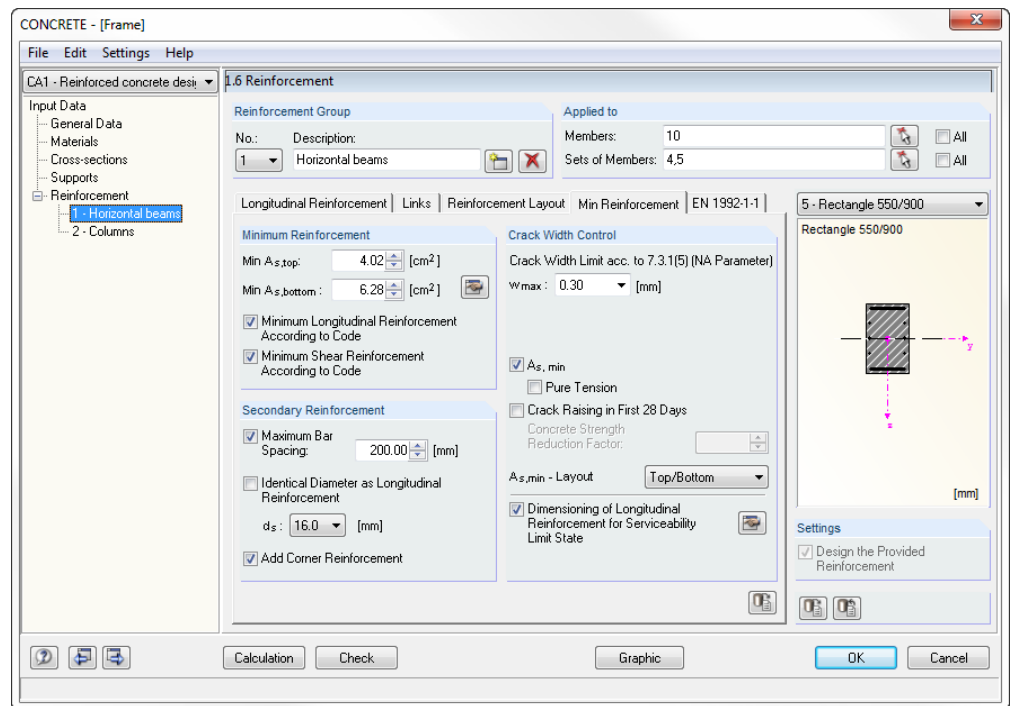 CONCRETE - [Frame]
File Edit Settings Help
CA1 - Reinforced concrete desi
1.6 Reinforcement
Input Data
General Data
Materials
Cross-sections
Supports
Reinforcement
1 - Horizontal beams
2 - Columns
Reinforcement Group
No.: Description:
1 Horizontal beams
Applied to
Members: 10 All
Sets of Members: 4,5 All
Longitudinal Reinforcement Links Reinforcement Layout Min Reinforcement EN 1992-1-1
Minimum Reinforcement
Min As,top: 4.02 [cm²]
Min As,bottom : 6.28 [cm²]
Minimum Longitudinal Reinforcement
According to Code
Minimum Shear Reinforcement
According to Code
Secondary Reinforcement
Maximum Bar
Spacing: 200.00 [mm]
Identical Diameter as Longitudinal
Reinforcement
ds : 16.0 [mm]
Add Corner Reinforcement
Crack Width Control
Crack Width Limit acc. to 7.3.1(5) (NA Parameter)
wmax : 0.30 [mm]
As, min
Pure Tension
Crack Raising in First 28 Days
Concrete Strength
Reduction Factor:
As,min - Layout Top/Bottom
Dimensioning of Longitudinal
Reinforcement for Serviceability
Limit State
5 - Rectangle 550/900
Rectangle 550/900
y
z
[mm]
Settings
Design the Provided
Reinforcement
Calculation Check Graphic OK Cancel